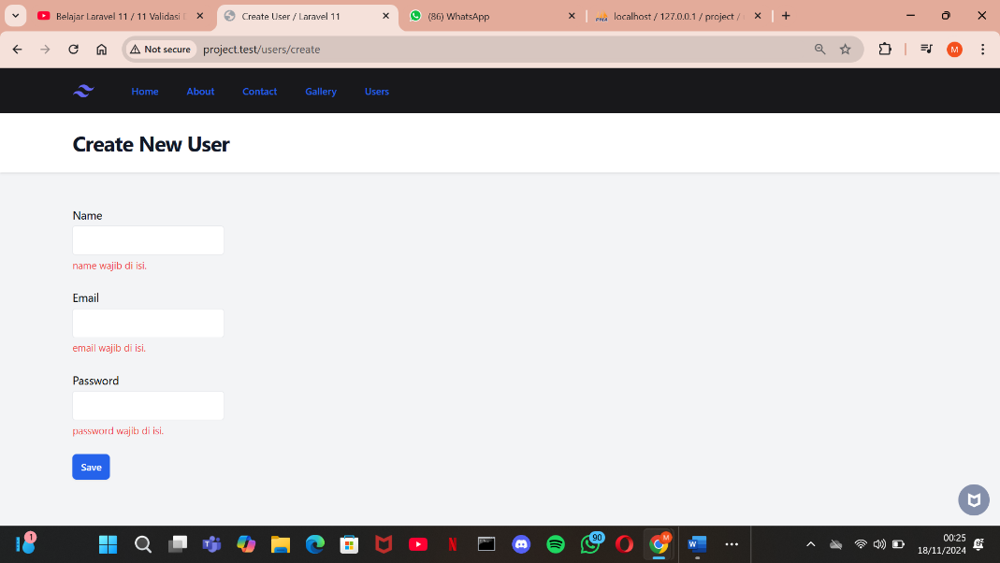 Belajar Laravel 11 / 11 Validasi
Create User / Laravel 11
(86) WhatsApp
localhost / 127.0.0.1 / project /
Not secure
project.test/users/create
M
Home About Contact Gallery Users
Create New User
Name
name wajib di isi.
Email
email wajib di isi.
Password
password wajib di isi.
Save
1
90
M
00:25
18/11/2024